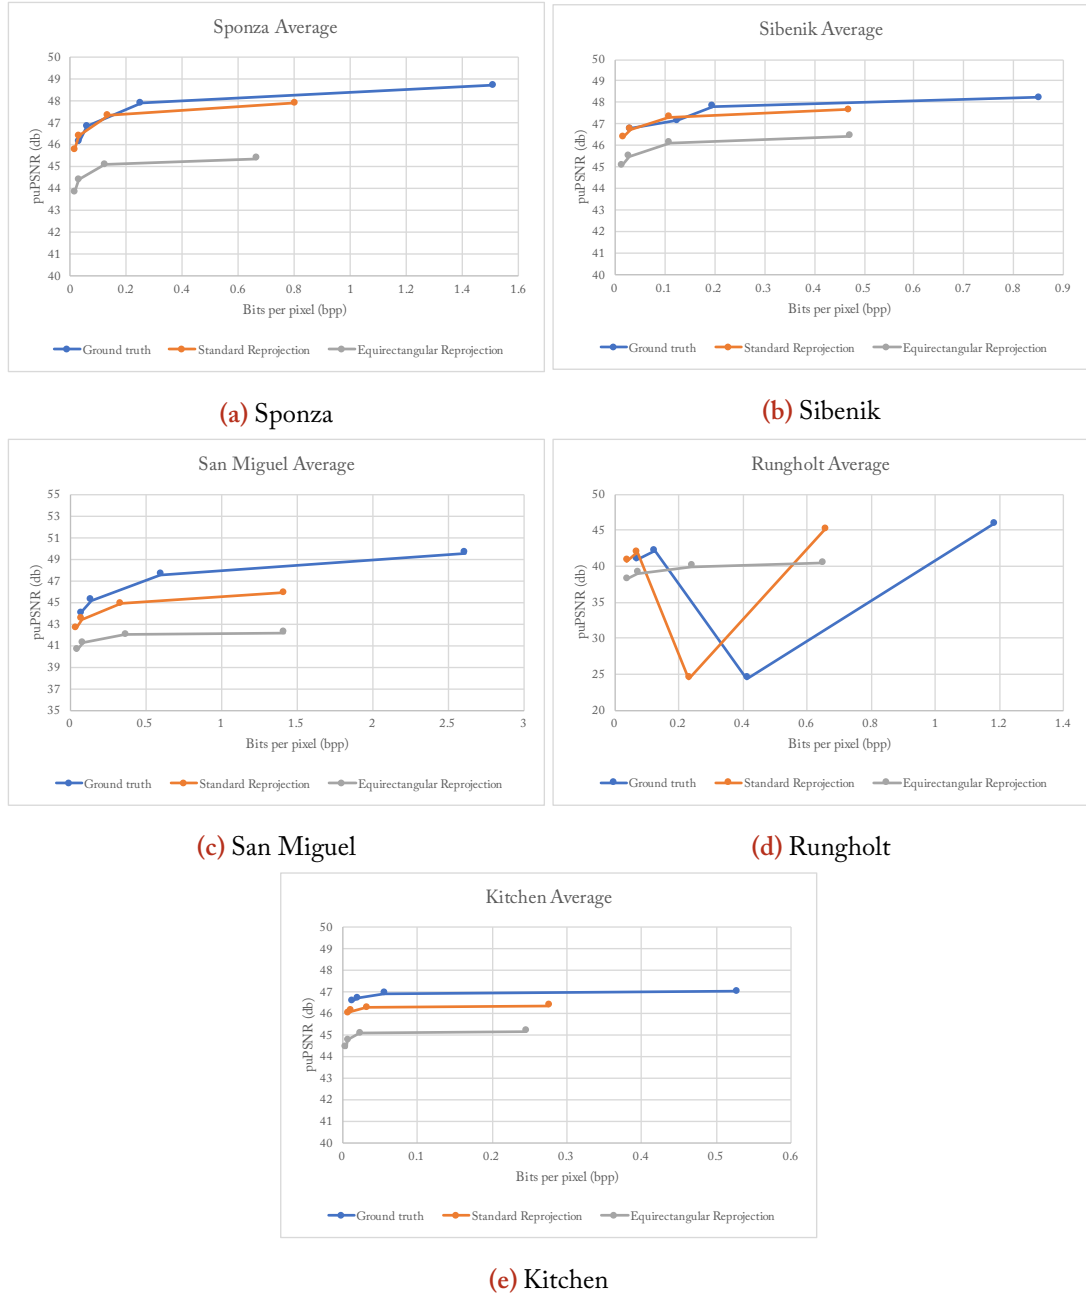 Sponza Average
50
49
48
47
46
45
44
43
42
41
40
puPSNR (db)
0 0.2 0.4 0.6 0.8 1 1.2 1.4 1.6
Bits per pixel (bpp)
Ground truth Standard Reprojection Equirectangular Reprojection
(a) Sponza
Sibenik Average
50
49
48
47
46
45
44
43
42
41
40
puPSNR (db)
0 0.1 0.2 0.3 0.4 0.5 0.6 0.7 0.8 0.9
Bits per pixel (bpp)
Ground truth Standard Reprojection Equirectangular Reprojection
(b) Sibenik
San Miguel Average
55
53
51
49
47
45
43
41
39
37
35
puPSNR (db)
0 0.5 1 1.5 2 2.5 3
Bits per pixel (bpp)
Ground truth Standard Reprojection Equirectangular Reprojection
(c) San Miguel
Rungholt Average
50
45
40
35
30
25
20
puPSNR (db)
0 0.2 0.4 0.6 0.8 1 1.2 1.4
Bits per pixel (bpp)
Ground truth Standard Reprojection Equirectangular Reprojection
(d) Rungholt
Kitchen Average
50
49
48
47
46
45
44
43
42
41
40
puPSNR (db)
0 0.1 0.2 0.3 0.4 0.5 0.6
Bits per pixel (bpp)
Ground truth Standard Reprojection Equirectangular Reprojection
(e) Kitchen